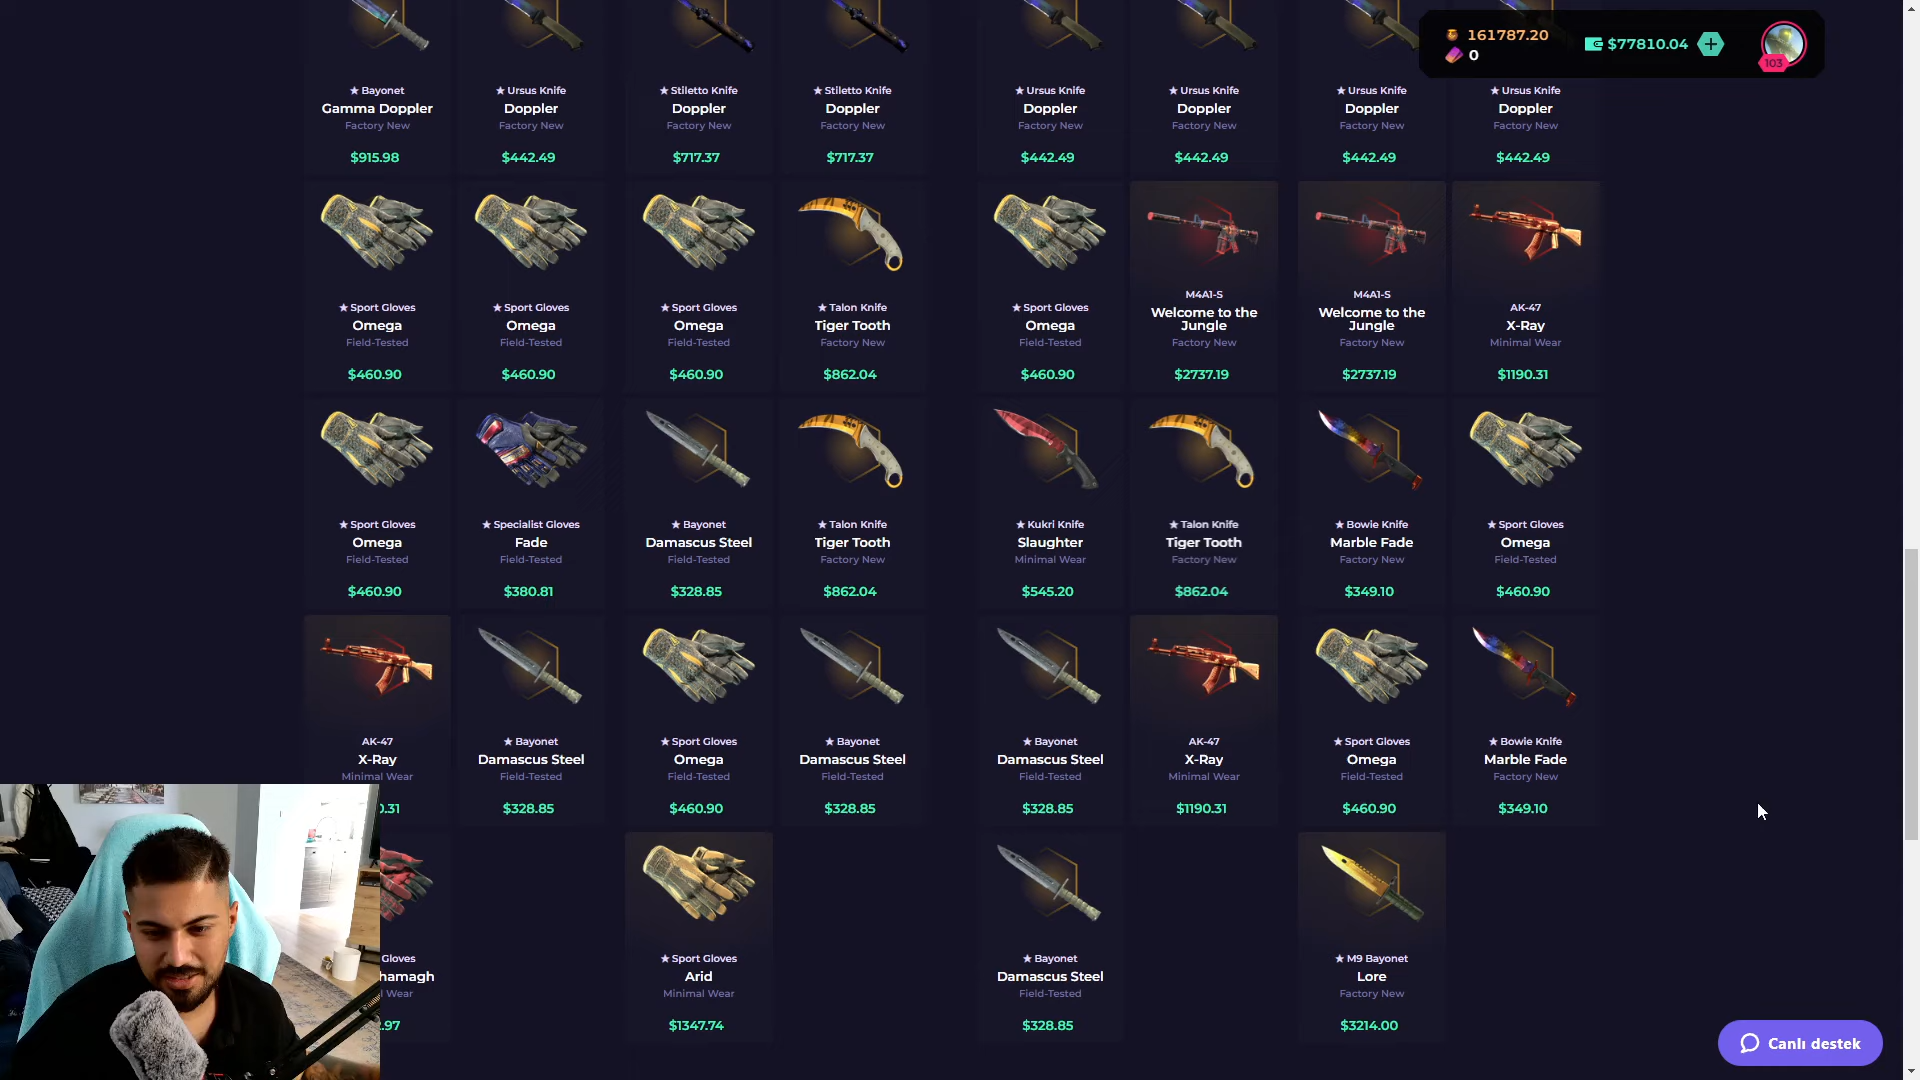 161787.20
0
$77810.04
103
★ Bayonet
Gamma Doppler
Factory New
$915.98
★ Ursus Knife
Doppler
Factory New
$442.49
★ Stiletto Knife
Doppler
Factory New
$717.37
★ Stiletto Knife
Doppler
Factory New
$717.37
★ Ursus Knife
Doppler
Factory New
$442.49
★ Ursus Knife
Doppler
Factory New
$442.49
★ Ursus Knife
Doppler
Factory New
$442.49
★ Ursus Knife
Doppler
Factory New
$442.49
★ Sport Gloves
Omega
Field-Tested
$460.90
★ Sport Gloves
Omega
Field-Tested
$460.90
★ Sport Gloves
Omega
Field-Tested
$460.90
★ Talon Knife
Tiger Tooth
Factory New
$862.04
★ Sport Gloves
Omega
Field-Tested
$460.90
M4A1-S
Welcome to the
Jungle
Factory New
$2737.19
M4A1-S
Welcome to the
Jungle
Factory New
$2737.19
AK-47
X-Ray
Minimal Wear
$1190.31
★ Sport Gloves
Omega
Field-Tested
$460.90
★ Specialist Gloves
Fade
Field-Tested
$380.81
★ Bayonet
Damascus Steel
Field-Tested
$328.85
★ Talon Knife
Tiger Tooth
Factory New
$862.04
★ Kukri Knife
Slaughter
Minimal Wear
$545.20
★ Talon Knife
Tiger Tooth
Factory New
$862.04
★ Bowie Knife
Marble Fade
Factory New
$349.10
★ Sport Gloves
Omega
Field-Tested
$460.90
AK-47
X-Ray
Minimal Wear
0.31
★ Bayonet
Damascus Steel
Field-Tested
$328.85
★ Sport Gloves
Omega
Field-Tested
$460.90
★ Bayonet
Damascus Steel
Field-Tested
$328.85
★ Bayonet
Damascus Steel
Field-Tested
$328.85
AK-47
X-Ray
Minimal Wear
$1190.31
★ Sport Gloves
Omega
Field-Tested
$460.90
★ Bowie Knife
Marble Fade
Factory New
$349.10
Gloves
hamagh
Wear
.97
★ Sport Gloves
Arid
Minimal Wear
$1347.74
★ Bayonet
Damascus Steel
Field-Tested
$328.85
★ M9 Bayonet
Lore
Factory New
$3214.00
Canlı destek